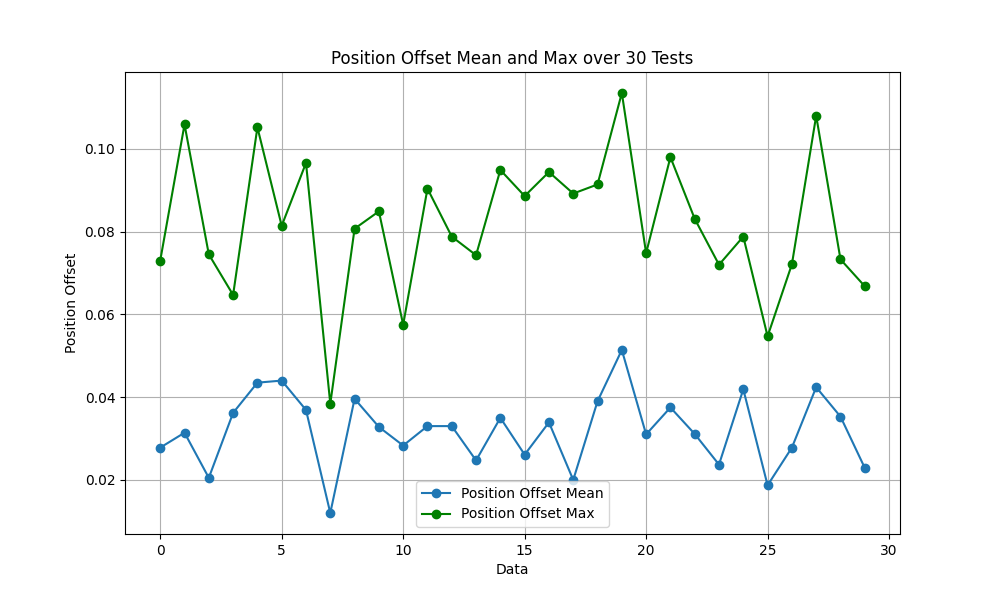 Position Offset Mean and Max over 30 Tests
Position Offset
0.10
0.08
0.06
0.04
0.02
Position Offset Mean
Position Offset Max
0 5 10 15 20 25 30
Data